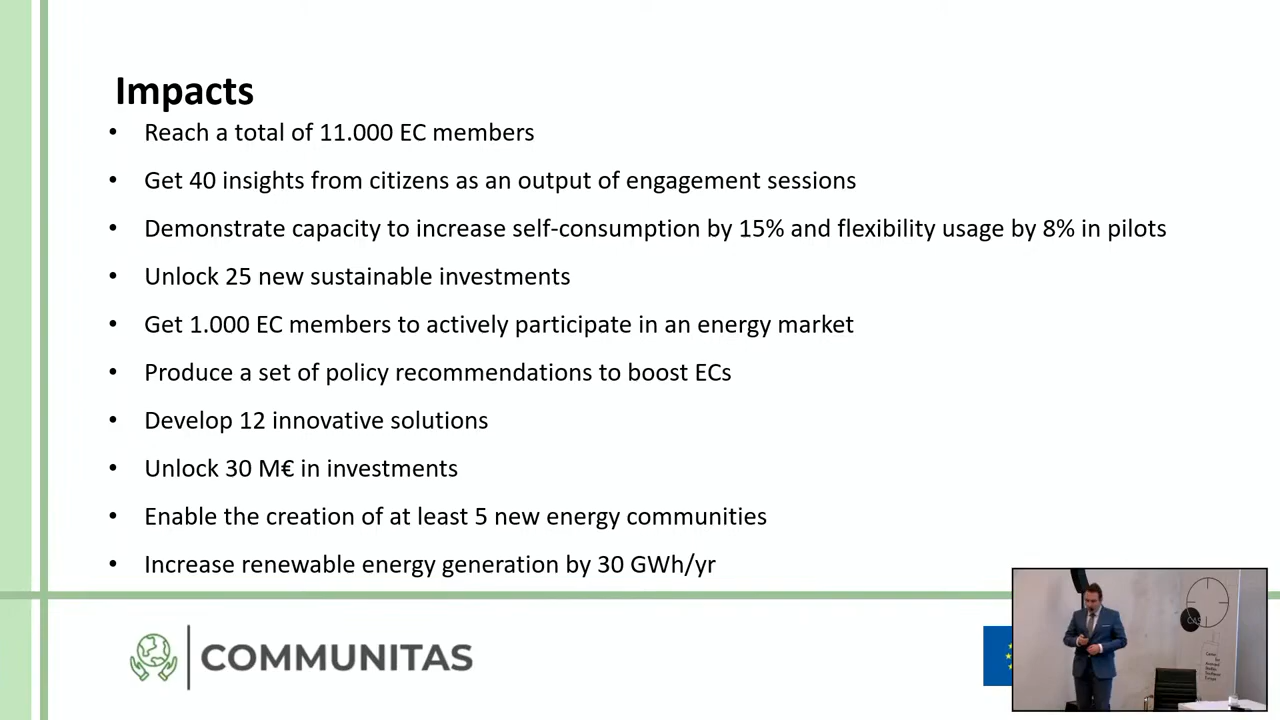 Impacts
• Reach a total of 11.000 EC members
• Get 40 insights from citizens as an output of engagement sessions
• Demonstrate capacity to increase self-consumption by 15% and flexibility usage by 8% in pilots
• Unlock 25 new sustainable investments
• Get 1.000 EC members to actively participate in an energy market
• Produce a set of policy recommendations to boost ECs
• Develop 12 innovative solutions
• Unlock 30 M€ in investments
• Enable the creation of at least 5 new energy communities
• Increase renewable energy generation by 30 GWh/yr
COMMUNITAS